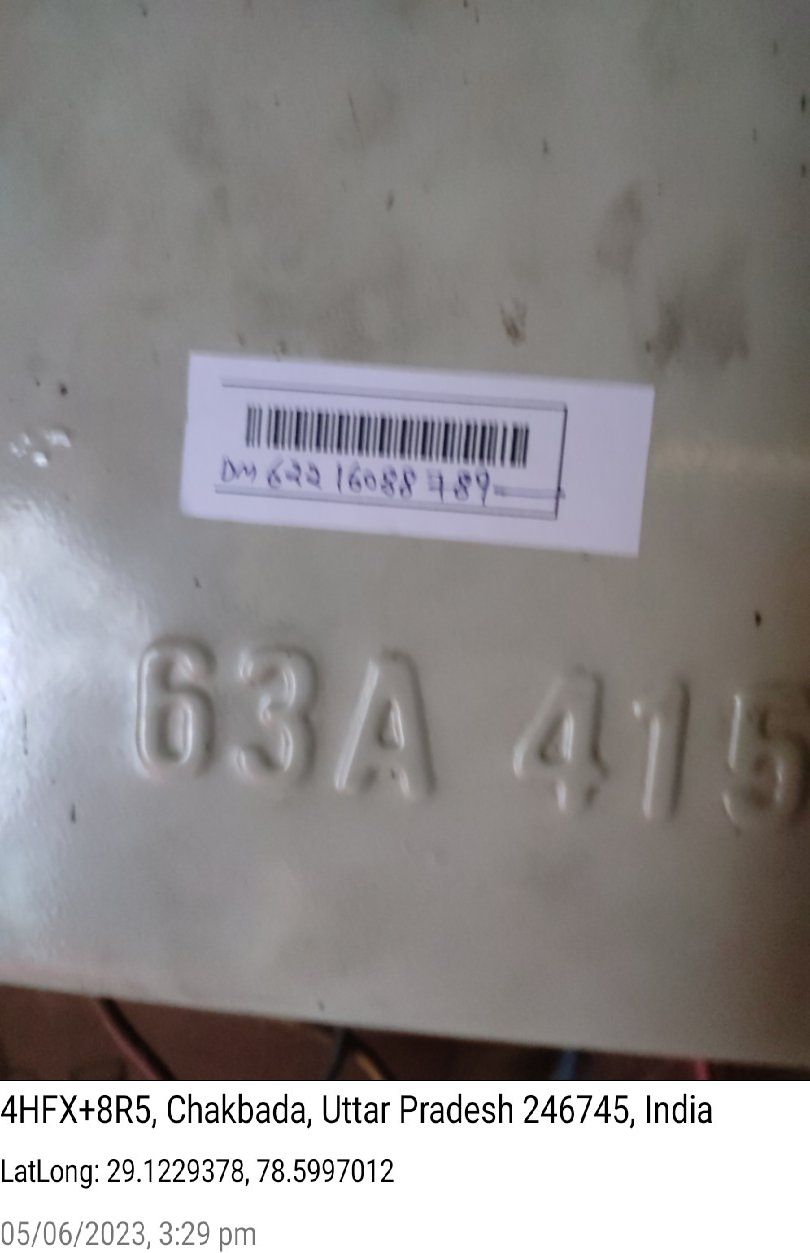 DM 622 16088 789
63A 415
4HFX+8R5, Chakbada, Uttar Pradesh 246745, India
LatLong: 29.1229378, 78.5997012
05/06/2023, 3:29 pm